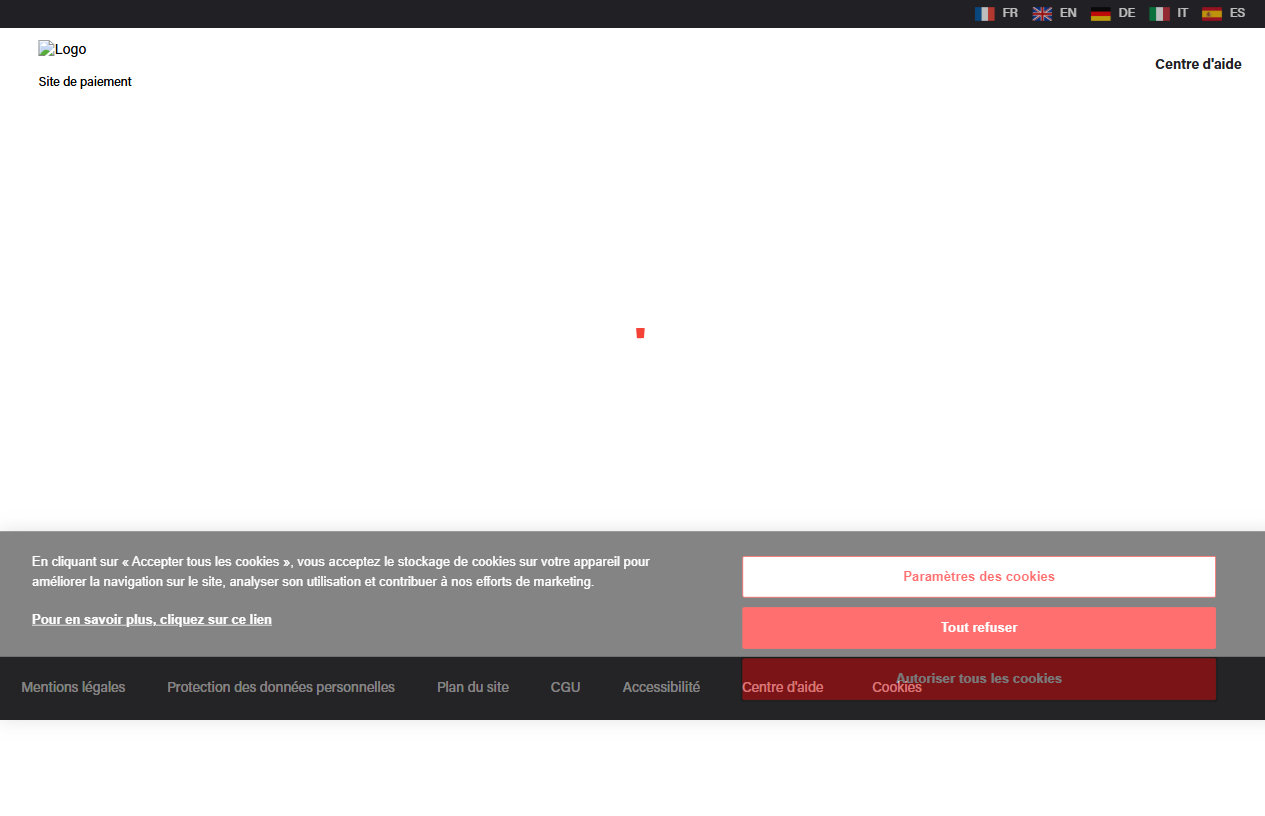 FR EN DE IT ES
Logo
Site de paiement
Centre d'aide
En cliquant sur « Accepter tous les cookies », vous acceptez le stockage de cookies sur votre appareil pour
améliorer la navigation sur le site, analyser son utilisation et contribuer à nos efforts de marketing.
Pour en savoir plus, cliquez sur ce lien
Paramètres des cookies
Tout refuser
Autoriser tous les cookies
Mentions légales Protection des données personnelles Plan du site CGU Accessibilité Centre d'aide Cookies